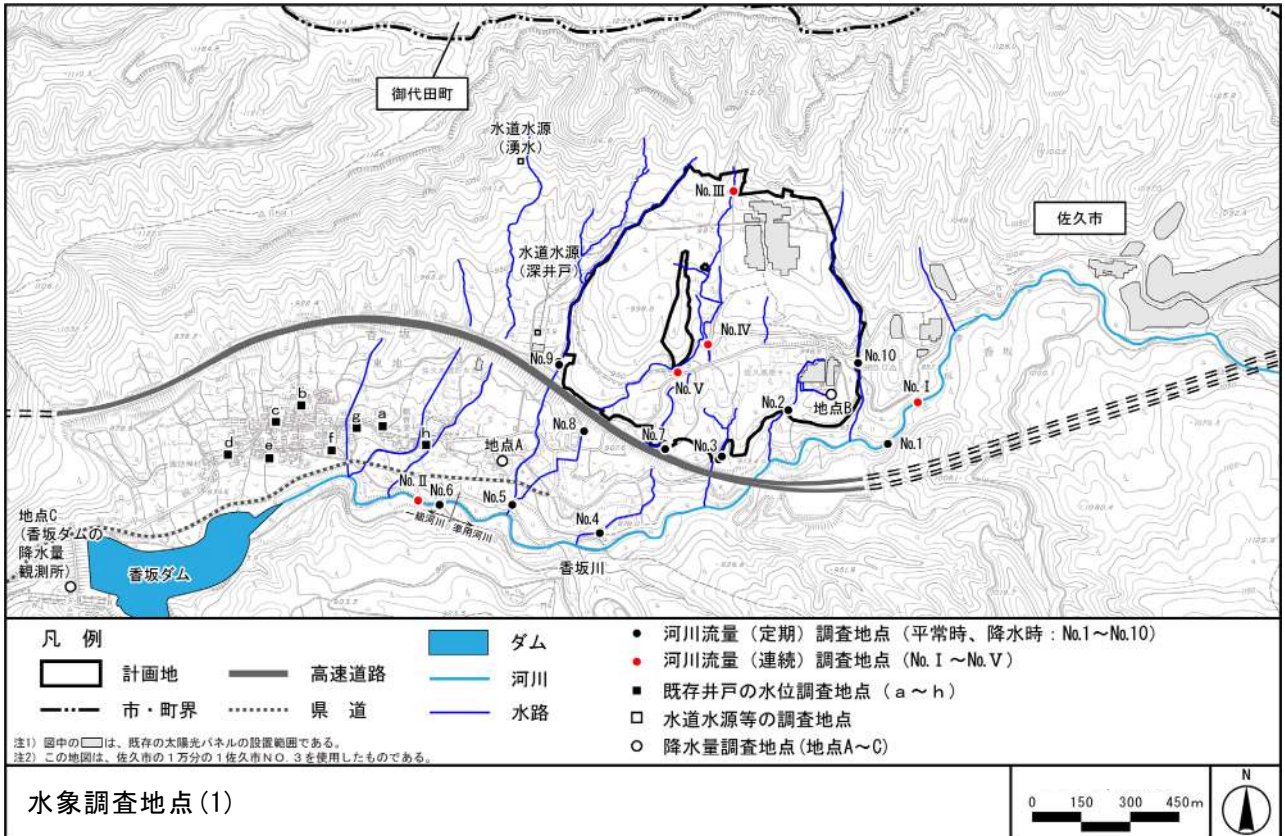 御代田町
水道水源
(湧水)
No.Ⅲ
佐久市
水道水源
(深井戸)
No.Ⅳ
No.9
No.10
No.Ⅴ
No.Ⅰ
地点B
No.2
b
c
g
a
No.8
No.7
No.3
No.1
d
e
f
h
地点A
No.Ⅱ
No.6
No.5
No.4
一級河川
準用河川
地点C
(香坂ダムの
降水量
観測所)
香坂ダム
香坂川
凡 例
計画地
高速道路
ダム
河川
市・町界
県 道
水路
● 河川流量(定期)調査地点(平常時、降水時:No.1~No.10)
● 河川流量(連続)調査地点(No.Ⅰ~No.Ⅴ)
■ 既存井戸の水位調査地点(a~h)
□ 水道水源等の調査地点
○ 降水量調査地点(地点A~C)
注1)図中の は、既存の太陽光パネルの設置範囲である。
注2)この地図は、佐久市の1万分の1佐久市NO.3を使用したものである。
水象調査地点(1)
0 150 300 450m
N